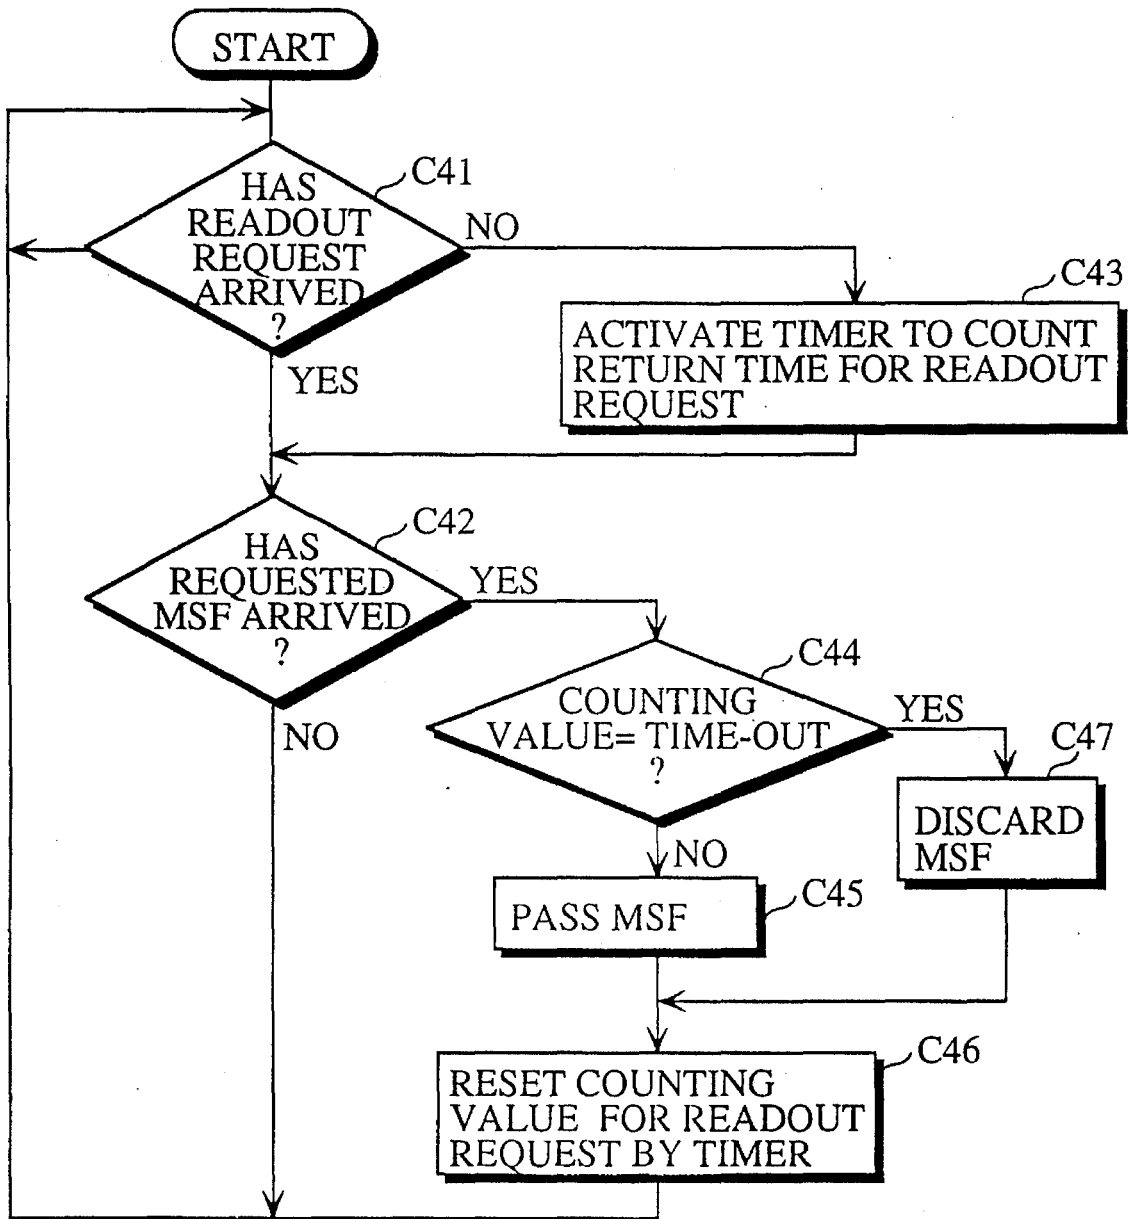 START
C41
HAS
READOUT
REQUEST
ARRIVED
?
NO
YES
C43
ACTIVATE TIMER TO COUNT
RETURN TIME FOR READOUT
REQUEST
C42
HAS
REQUESTED
MSF ARRIVED
?
YES
NO
C44
COUNTING
VALUE= TIME-OUT
?
YES
NO
C47
DISCARD
MSF
C45
PASS MSF
C46
RESET COUNTING
VALUE FOR READOUT
REQUEST BY TIMER